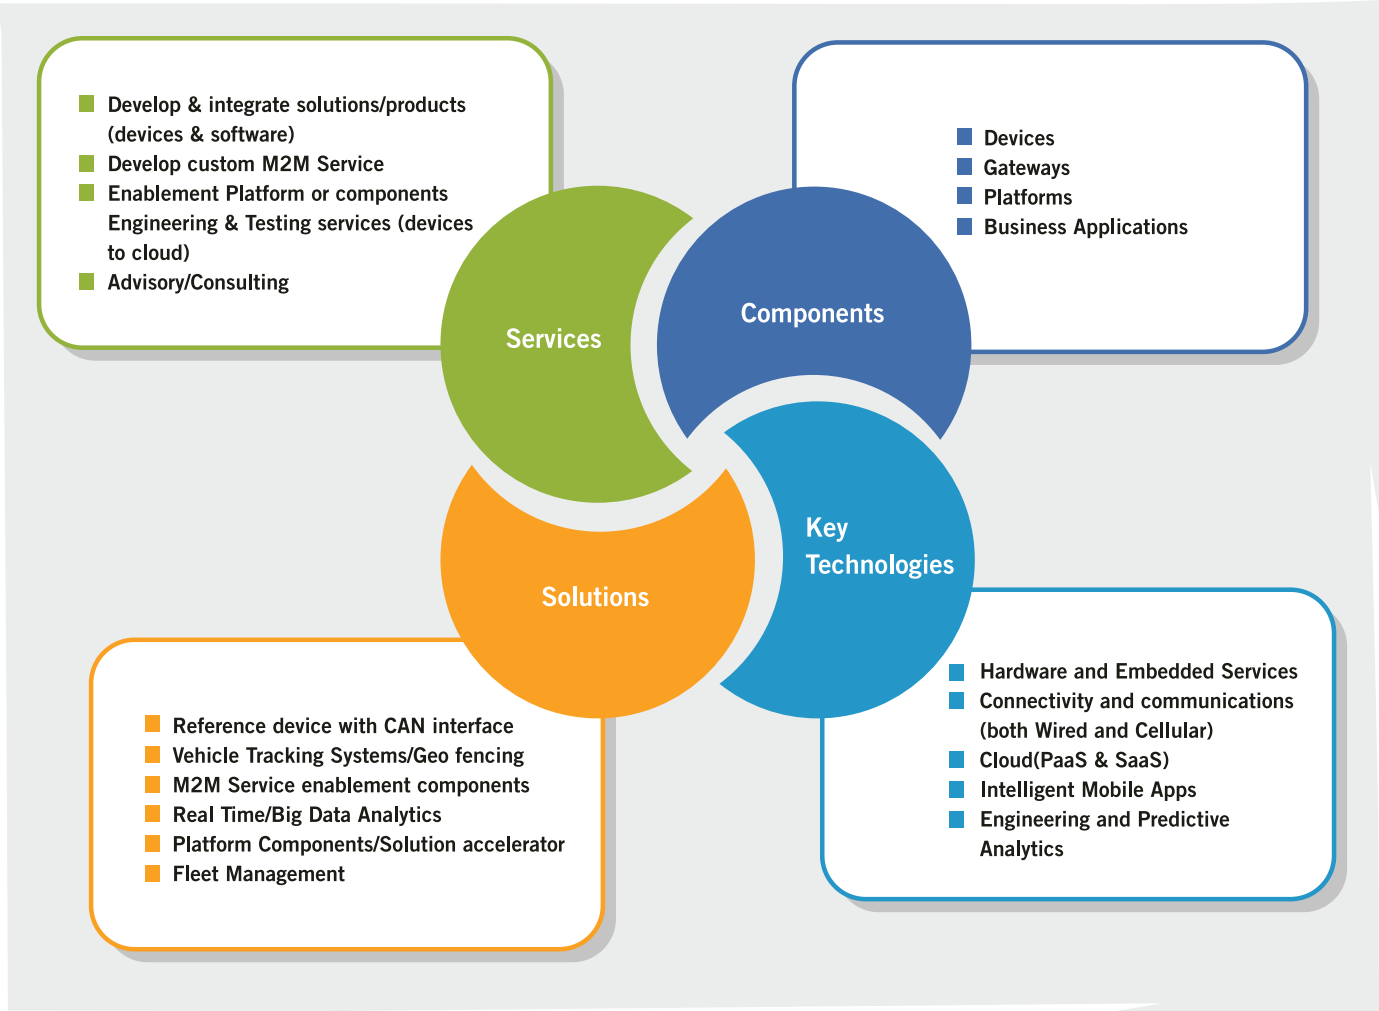 Develop & integrate solutions/products
(devices & software)
Develop custom M2M Service
Enablement Platform or components
Engineering & Testing services (devices
to cloud)
Advisory/Consulting
Devices
Gateways
Platforms
Business Applications
Services
Components
Key
Technologies
Solutions
Reference device with CAN interface
Vehicle Tracking Systems/Geo fencing
M2M Service enablement components
Real Time/Big Data Analytics
Platform Components/Solution accelerator
Fleet Management
Hardware and Embedded Services
Connectivity and communications
(both Wired and Cellular)
Cloud(PaaS & SaaS)
Intelligent Mobile Apps
Engineering and Predictive
Analytics